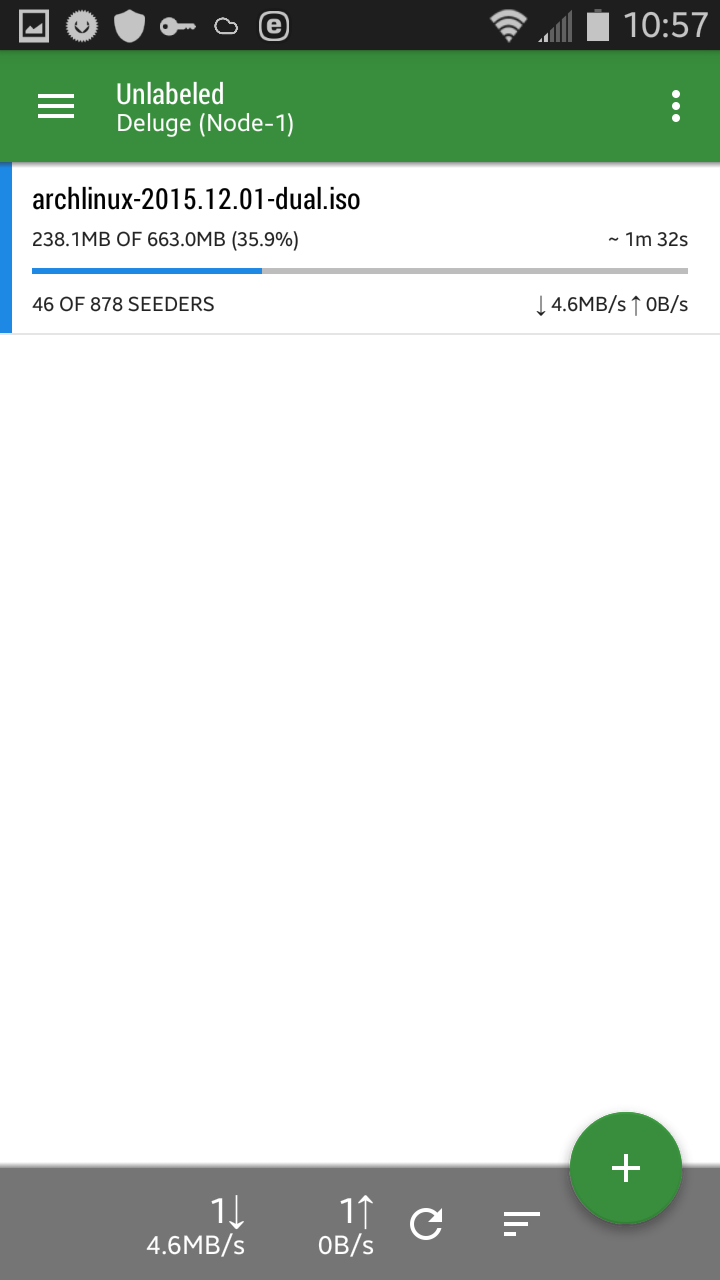 10:57
Unlabeled
Deluge (Node-1)
archlinux-2015.12.01-dual.iso
238.1MB OF 663.0MB (35.9%) ~ 1m 32s
46 OF 878 SEEDERS ↓ 4.6MB/s ↑ 0B/s
1↓ 1↑
4.6MB/s 0B/s